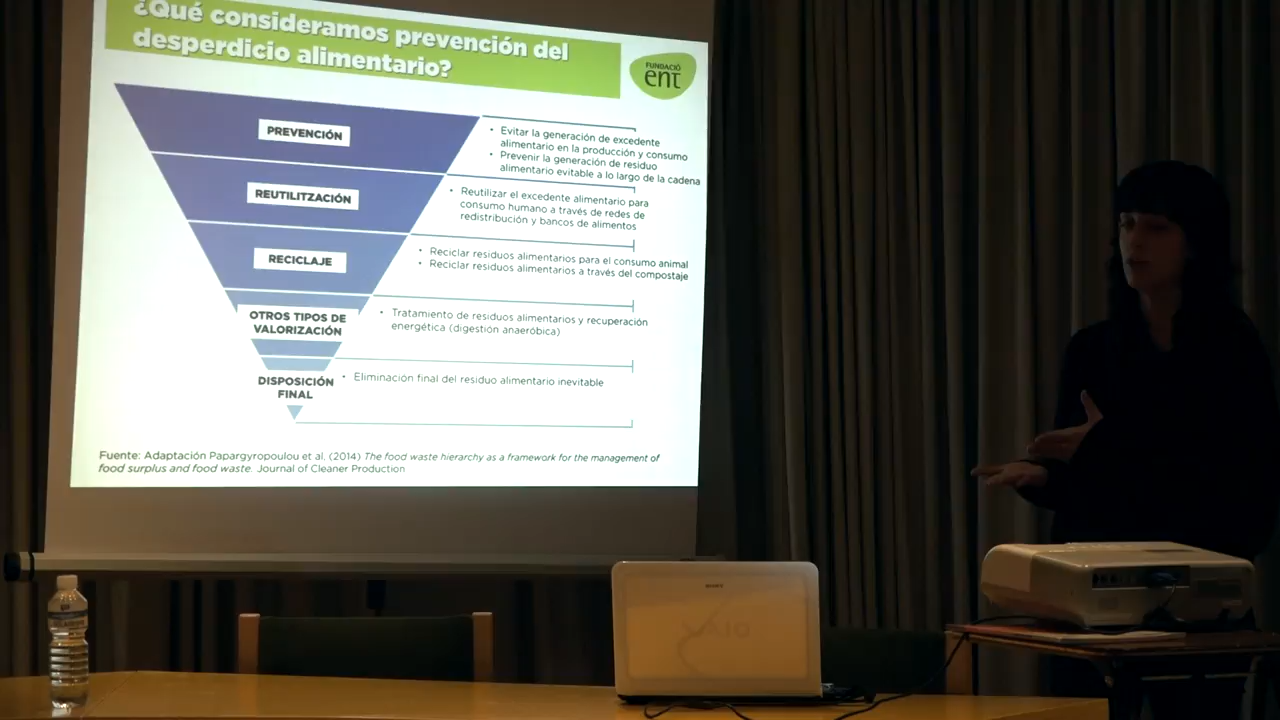 ¿Qué consideramos prevención del
desperdicio alimentario?
FUNDACIÓ
ent
PREVENCIÓN
• Evitar la generación de excedente
alimentario en la producción y consumo
• Prevenir la generación de residuo
alimentario evitable a lo largo de la cadena
REUTILITZACIÓN
• Reutilizar el excedente alimentario para
consumo humano a través de redes de
redistribución y bancos de alimentos
RECICLAJE
• Reciclar residuos alimentarios para el consumo animal
• Reciclar residuos alimentarios a través del compostaje
OTROS TIPOS DE
VALORIZACIÓN
• Tratamiento de residuos alimentarios y recuperación
energética (digestión anaeróbica)
DISPOSICIÓN
FINAL
• Eliminación final del residuo alimentario inevitable
Fuente: Adaptación Papargyropoulou et al. (2014) The food waste hierarchy as a framework for the management of
food surplus and food waste. Journal of Cleaner Production
SONY
VAIO